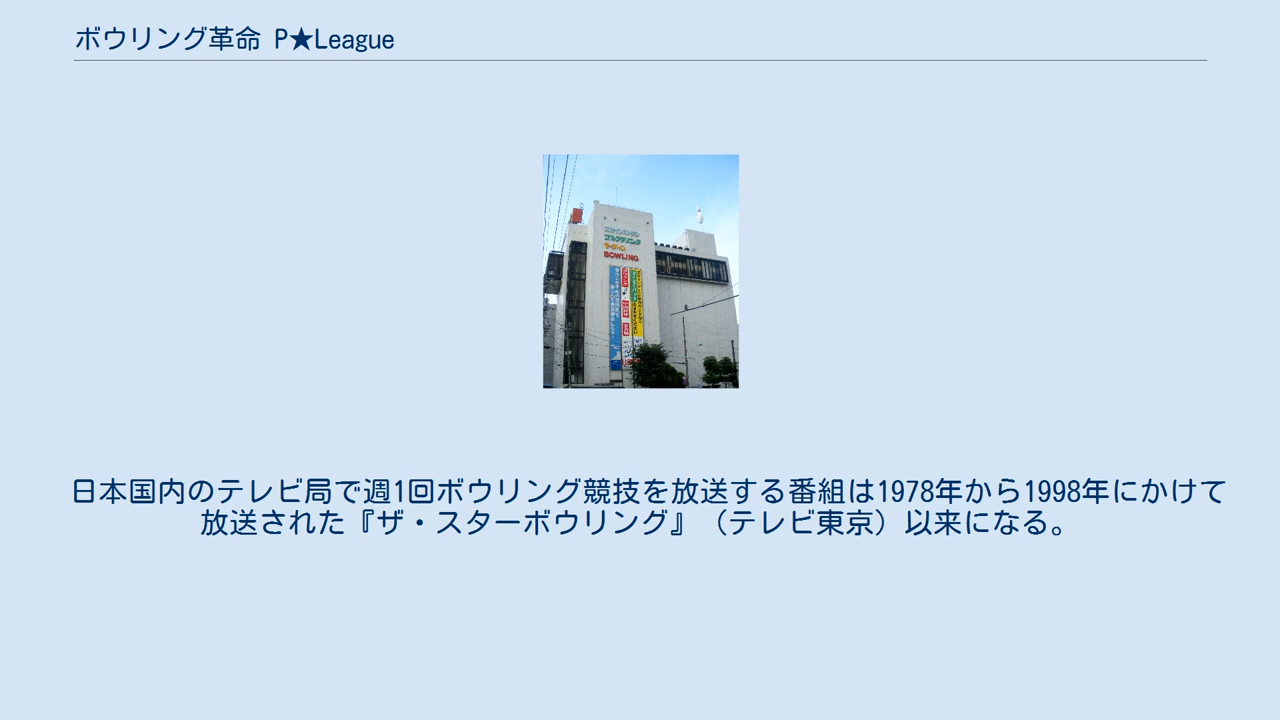 ボウリング革命 P★League
BOWLING
日本国内のテレビ局で週1回ボウリング競技を放送する番組は1978年から1998年にかけて
放送された『ザ・スターボウリング』（テレビ東京）以来になる。